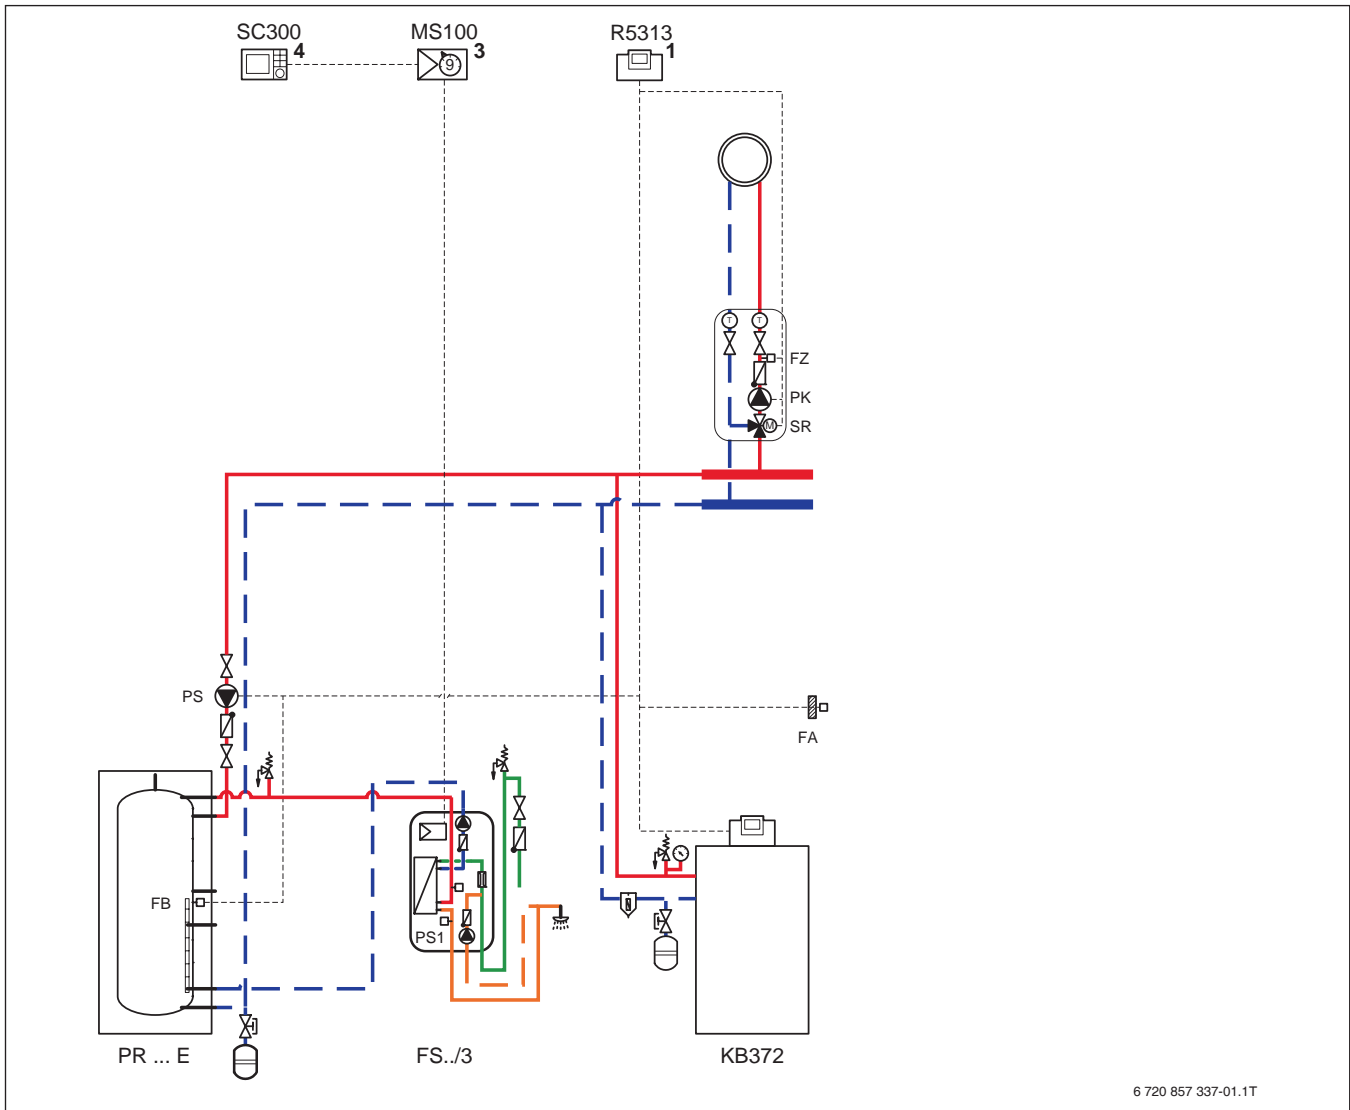 SC300
4
MS100
3
9
R5313
1
T
T
FZ
PK
M
SR
PS
FA
FB
PS1
PR ... E
FS../3
KB372
6 720 857 337-01.1T